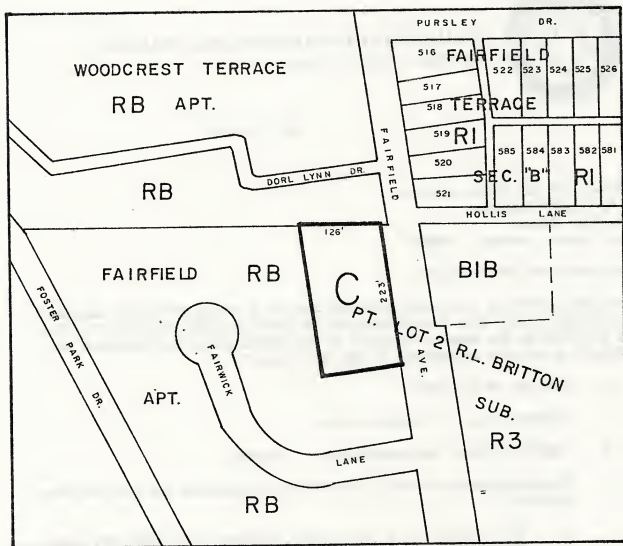 PURSLEY DR.
WOODCREST TERRACE
RB APT.
516 FAIRFIELD
522 523 524 525 526
517
518 TERRACE
519 R1
520
521
585 584 583 582 581
SEC. "B" R1
FAIRFIELD
DORL LYNN DR.
RB
HOLLIS LANE
126'
FAIRFIELD RB
C
223'
B1B
PT. LOT 2 R.L. BRITTON
SUB.
AVE.
FOSTER PARK DR.
FAIRWICK
APT.
R3
LANE
RB